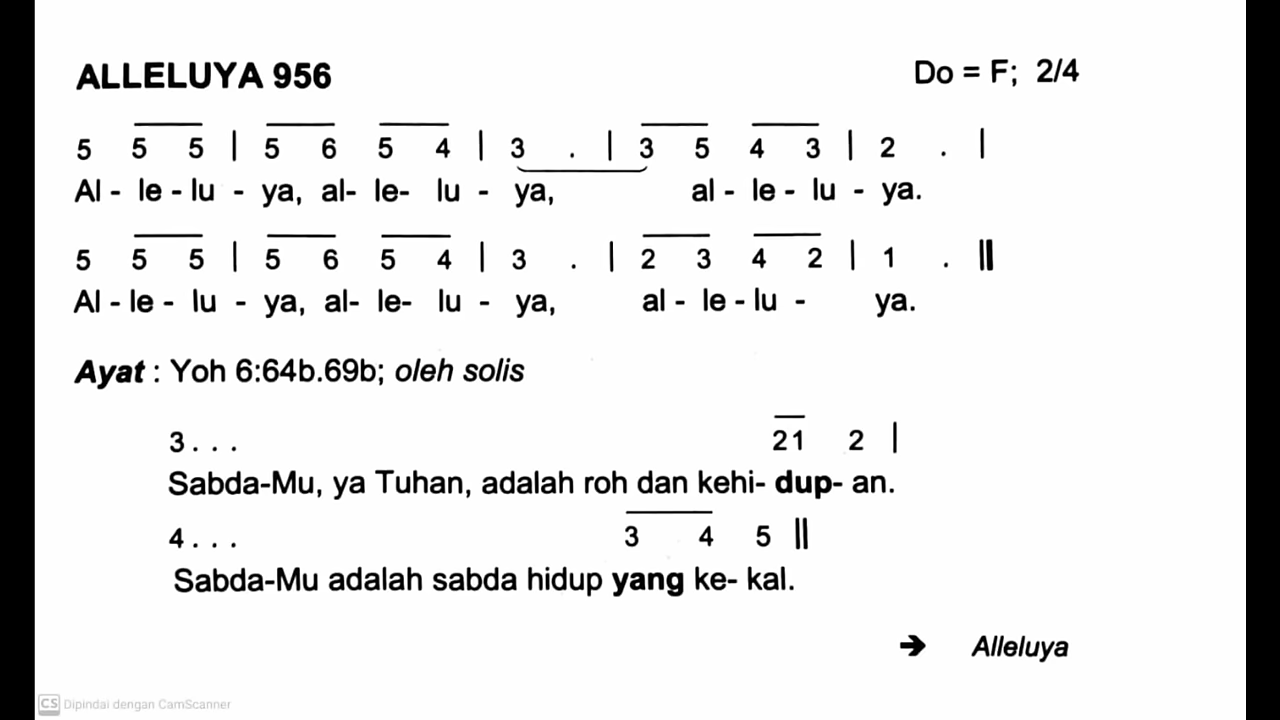 ALLELUYA 956 Do = F; 2/4
5 5 5 | 5 6 5 4 | 3 . | 3 5 4 3 | 2 . |
Al - le - lu - ya, al- le- lu - ya, al - le - lu - ya.
5 5 5 | 5 6 5 4 | 3 . | 2 3 4 2 | 1 . ||
Al - le - lu - ya, al- le- lu - ya, al - le - lu - ya.
Ayat : Yoh 6:64b.69b; oleh solis
3 . . . 21 2 |
Sabda-Mu, ya Tuhan, adalah roh dan kehi- dup- an.
4 . . . 3 4 5 ||
Sabda-Mu adalah sabda hidup yang ke- kal.
➔ Alleluya
CS Dipindai dengan CamScanner